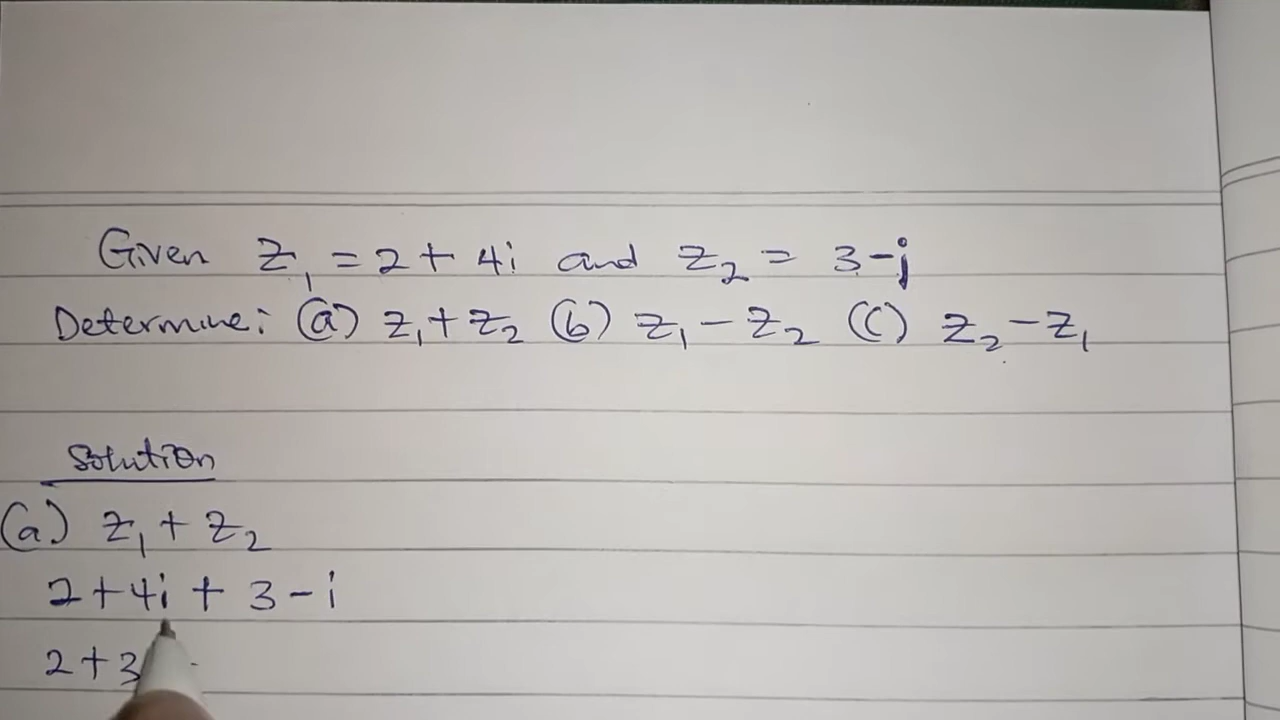 Given z₁ = 2 + 4i and z₂ = 3 - i
Determine: (a) z₁ + z₂ (b) z₁ - z₂ (c) z₂ - z₁
Solution
(a) z₁ + z₂
2 + 4i + 3 - i
2 + 3